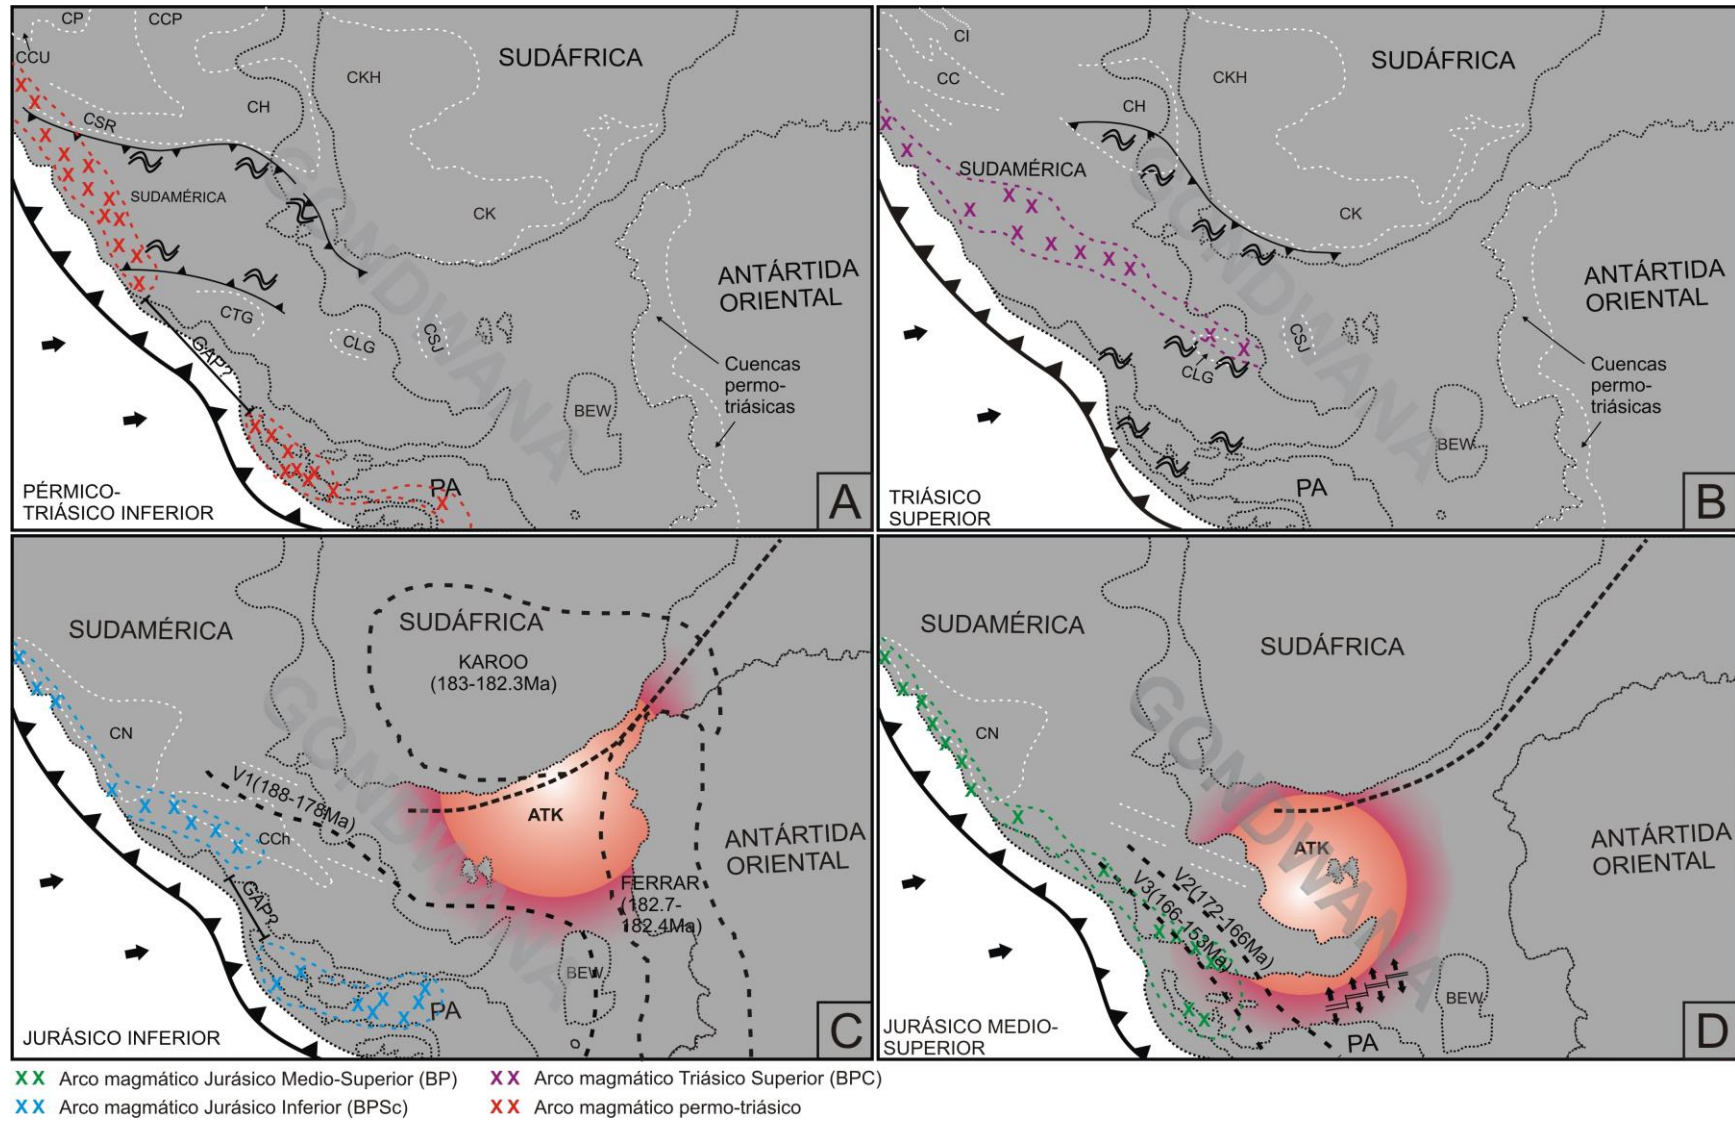 CP
CCP
CCU
CKH
SUDÁFRICA
CH
CSR
SUDAMÉRICA
CK
GONDWANA
ANTÁRTIDA
ORIENTAL
CTG
CLG
CSJ
GAP?
Cuencas
permo-
triásicas
BEW
PA
PÉRMICO-
TRIÁSICO INFERIOR
A
CI
CC
CKH
SUDÁFRICA
CH
SUDAMÉRICA
CK
GONDWANA
ANTÁRTIDA
ORIENTAL
CSJ
CLG
Cuencas
permo-
triásicas
BEW
PA
TRIÁSICO
SUPERIOR
B
SUDAMÉRICA
SUDÁFRICA
KAROO
(183-182.3Ma)
GONDWANA
CN
V1(188-178Ma)
ATK
CCh
ANTÁRTIDA
ORIENTAL
FERRAR
(182.7-
182.4Ma)
GAP?
BEW
PA
JURÁSICO INFERIOR
C
SUDAMÉRICA
SUDÁFRICA
GONDWANA
CN
ATK
ANTÁRTIDA
ORIENTAL
V2(172-166Ma)
V3(166-153Ma)
BEW
PA
JURÁSICO MEDIO-
SUPERIOR
D
X X Arco magmático Jurásico Medio-Superior (BP)
X X Arco magmático Triásico Superior (BPC)
X X Arco magmático Jurásico Inferior (BPSc)
X X Arco magmático permo-triásico